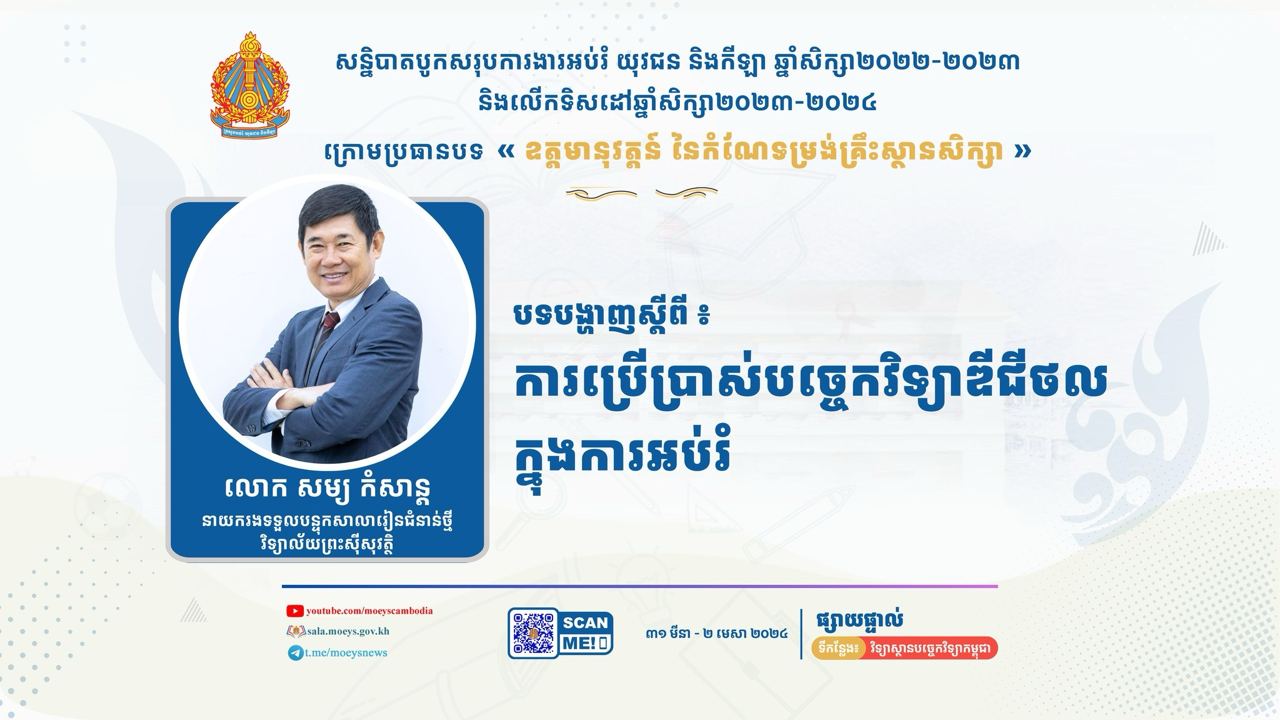 សន្និបាតបូកសរុបការងារអប់រំ យុវជន និងកីឡា ឆ្នាំសិក្សា២០២២-២០២៣
និងលើកទិសដៅឆ្នាំសិក្សា២០២៣-២០២៤
ក្រោមប្រធានបទ « ឧត្តមានុវត្តន៍ នៃកំណែទម្រង់គ្រឹះស្ថានសិក្សា »
បទបង្ហាញស្តីពី ៖
ការប្រើប្រាស់បច្ចេកវិទ្យាឌីជីថល
ក្នុងការអប់រំ
លោក សម្យ កំសាន្ត
នាយករងទទួលបន្ទុកសាលារៀនជំនាន់ថ្មី
វិទ្យាល័យព្រះស៊ីសុវត្ថិ
youtube.com/moeyscambodia
sala.moeys.gov.kh
t.me/moeysnews
SCAN
ME!
៣១ មីនា - ២ មេសា ២០២៤
ផ្សាយផ្ទាល់
ទីកន្លែង៖ វិទ្យាស្ថានបច្ចេកវិទ្យាកម្ពុជា